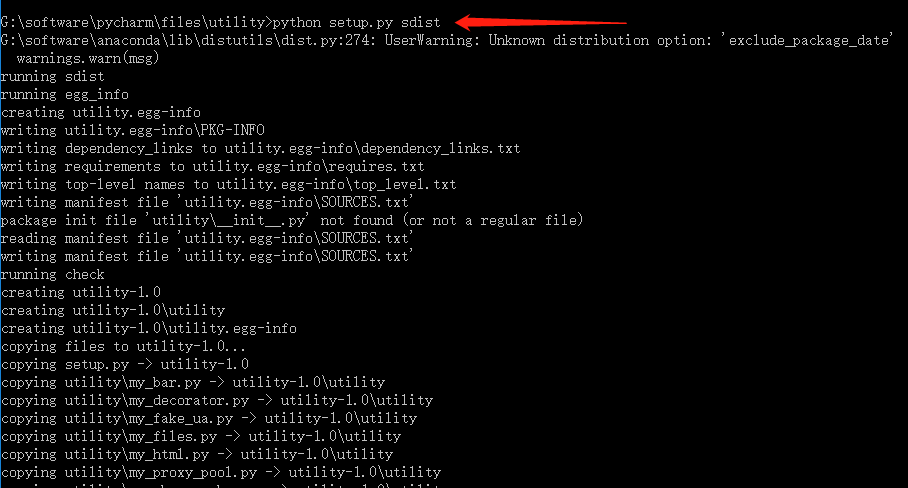 G:\software\pycharm\files\utility>python setup.py sdist
G:\software\anaconda\lib\distutils\dist.py:274: UserWarning: Unknown distribution option: 'exclude_package_date'
  warnings.warn(msg)
running sdist
running egg_info
creating utility.egg-info
writing utility.egg-info\PKG-INFO
writing dependency_links to utility.egg-info\dependency_links.txt
writing requirements to utility.egg-info\requires.txt
writing top-level names to utility.egg-info\top_level.txt
writing manifest file 'utility.egg-info\SOURCES.txt'
package init file 'utility\__init__.py' not found (or not a regular file)
reading manifest file 'utility.egg-info\SOURCES.txt'
writing manifest file 'utility.egg-info\SOURCES.txt'
running check
creating utility-1.0
creating utility-1.0\utility
creating utility-1.0\utility.egg-info
copying files to utility-1.0...
copying setup.py -> utility-1.0
copying utility\my_bar.py -> utility-1.0\utility
copying utility\my_decorator.py -> utility-1.0\utility
copying utility\my_fake_ua.py -> utility-1.0\utility
copying utility\my_files.py -> utility-1.0\utility
copying utility\my_html.py -> utility-1.0\utility
copying utility\my_proxy_pool.py -> utility-1.0\utility